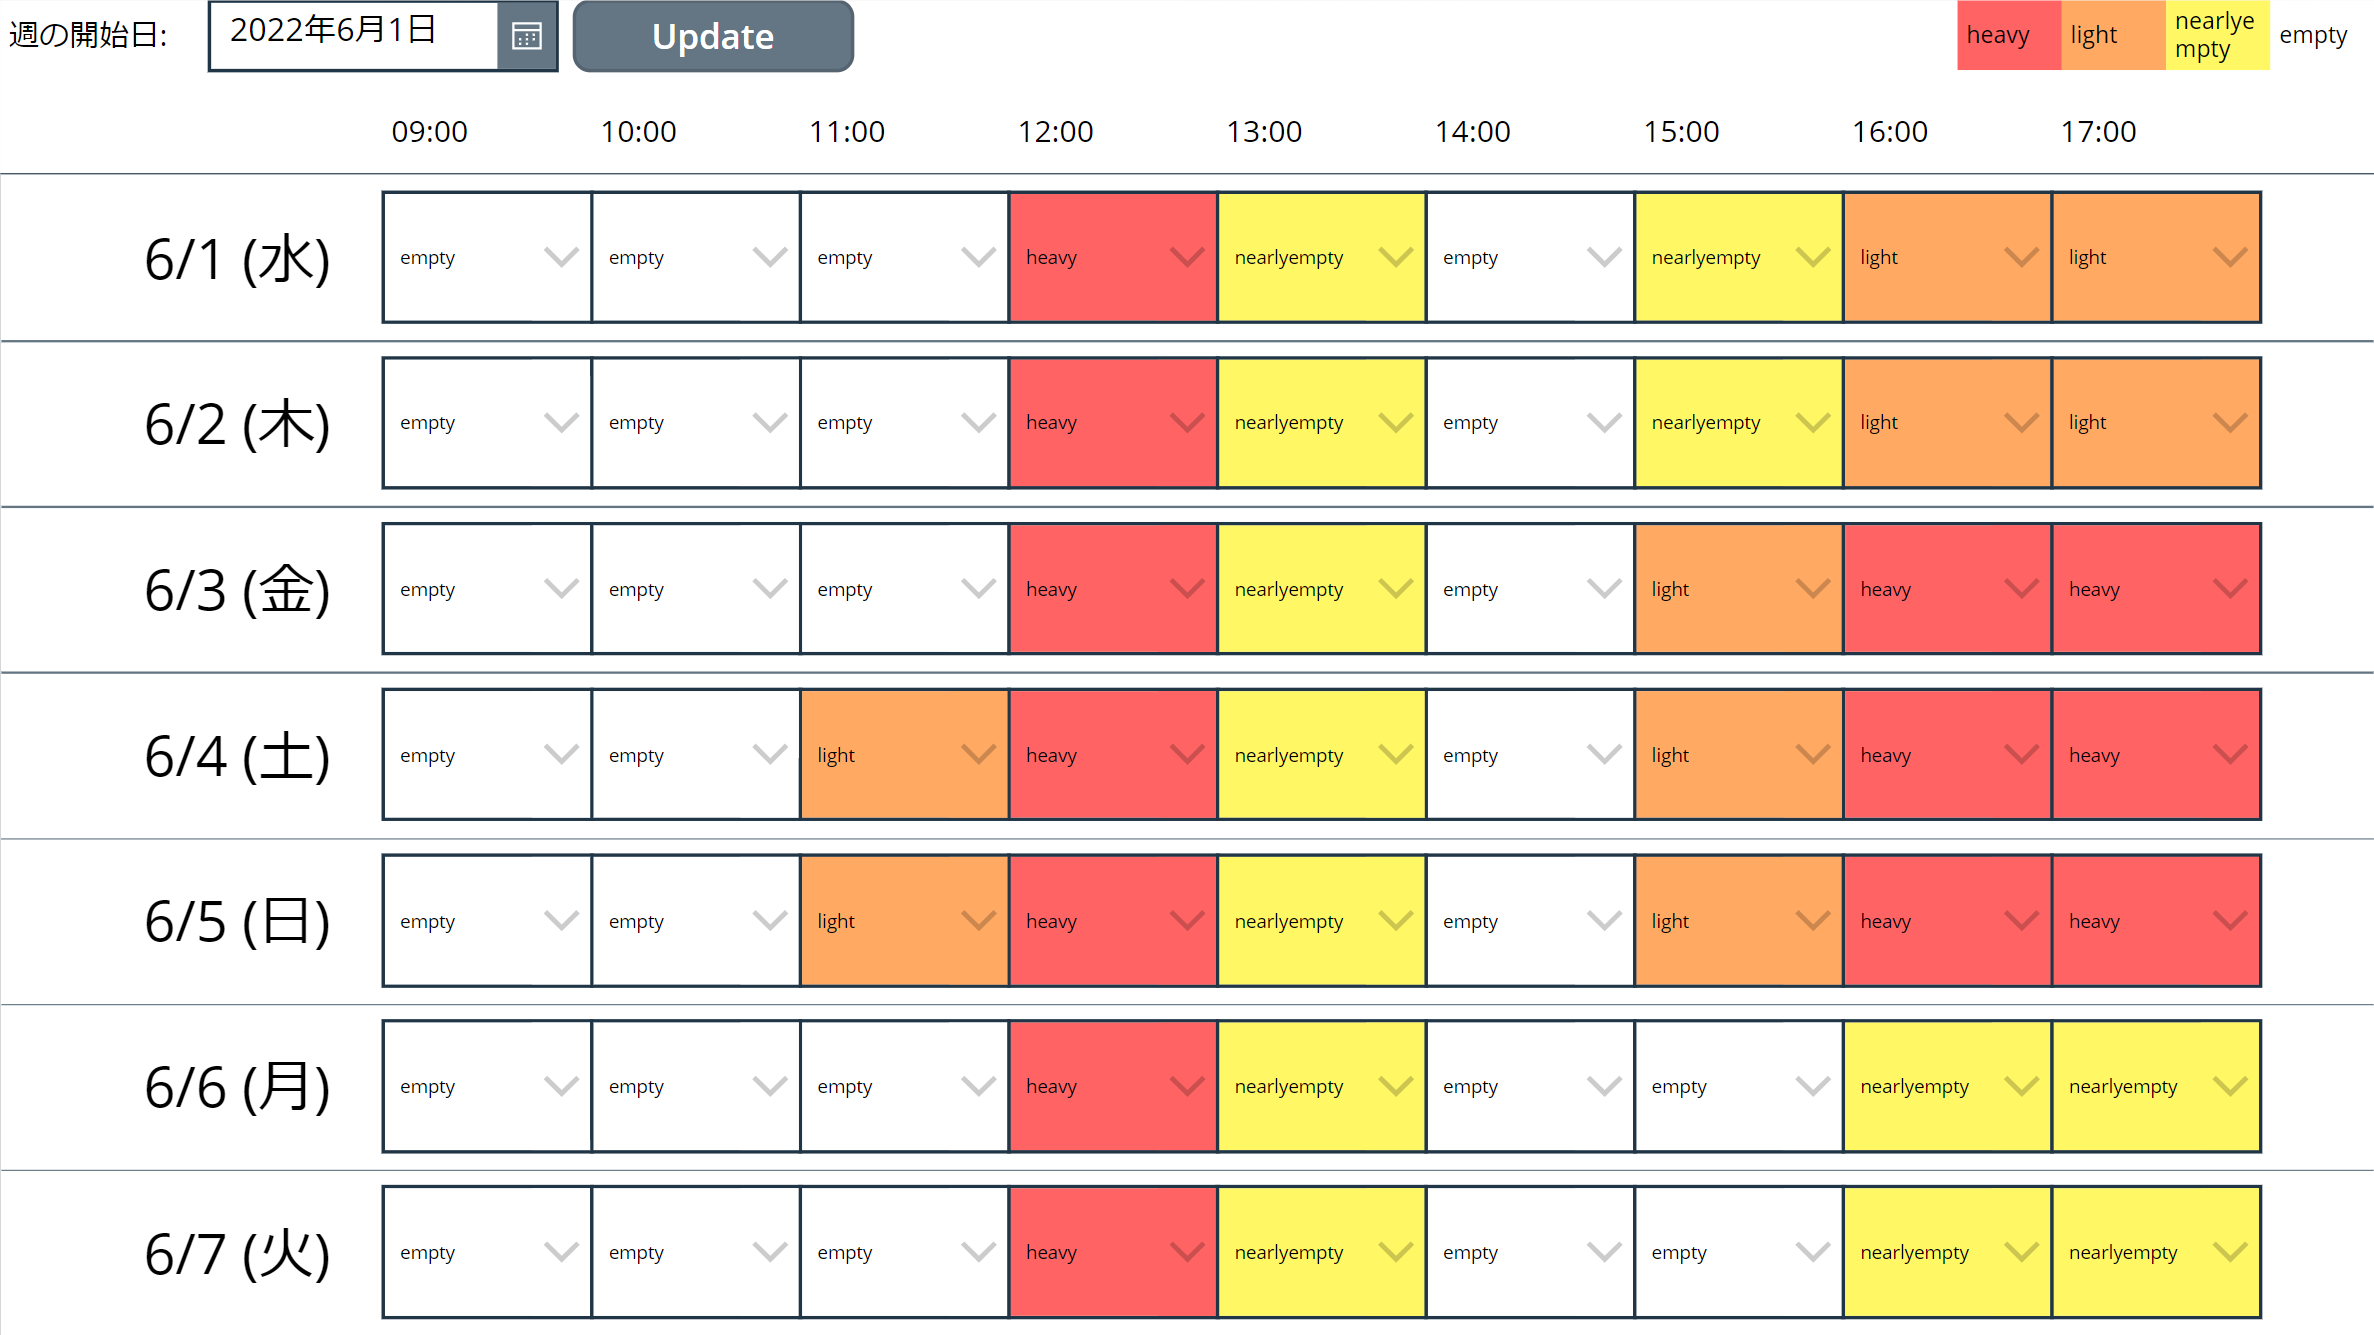 週の開始日: 2022年6月1日 Update heavy light nearlye
mpty empty
09:00 10:00 11:00 12:00 13:00 14:00 15:00 16:00 17:00
6/1 (水) empty empty empty heavy nearlyempty empty nearlyempty light light
6/2 (木) empty empty empty heavy nearlyempty empty nearlyempty light light
6/3 (金) empty empty empty heavy nearlyempty empty light heavy heavy
6/4 (土) empty empty light heavy nearlyempty empty light heavy heavy
6/5 (日) empty empty light heavy nearlyempty empty light heavy heavy
6/6 (月) empty empty empty heavy nearlyempty empty empty nearlyempty nearlyempty
6/7 (火) empty empty empty heavy nearlyempty empty empty nearlyempty nearlyempty